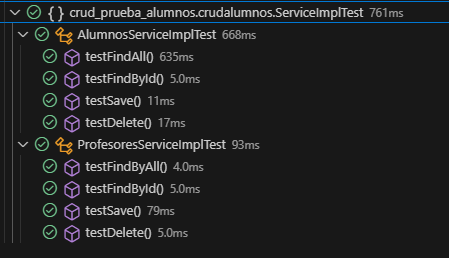 { } crud_prueba_alumnos.crudalumnos.ServiceImplTest 761ms
AlumnosServiceImplTest 668ms
testFindAll() 635ms
testFindById() 5.0ms
testSave() 11ms
testDelete() 17ms
ProfesoresServiceImplTest 93ms
testFindByAll() 4.0ms
testFindById() 5.0ms
testSave() 79ms
testDelete() 5.0ms